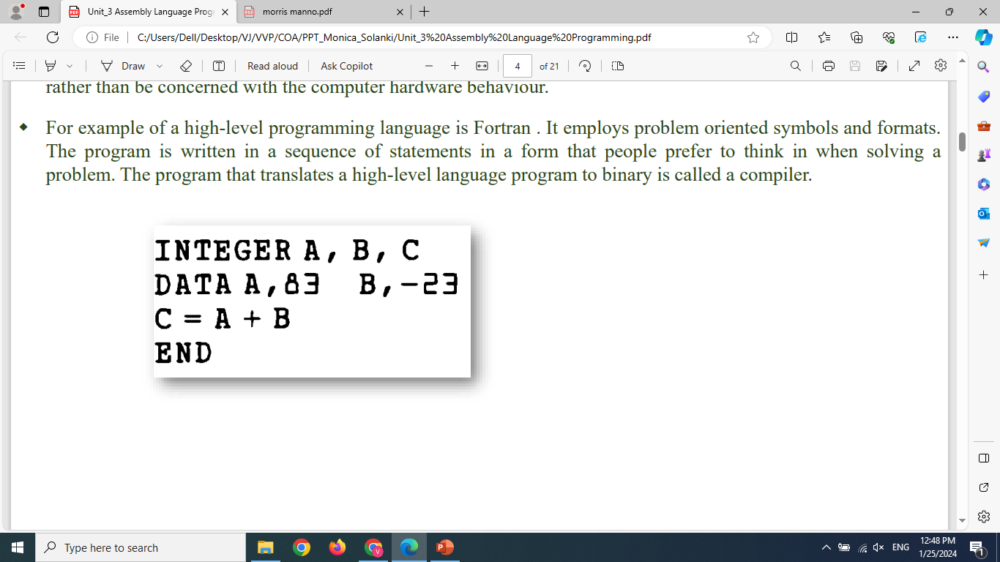 Unit_3 Assembly Language Prog
morris manno.pdf
File
C:/Users/Dell/Desktop/VJ/VVP/COA/PPT_Monica_Solanki/Unit_3%20Assembly%20Language%20Programming.pdf
Draw
Read aloud
Ask Copilot
4
of 21
rather than be concerned with the computer hardware behaviour.
For example of a high-level programming language is Fortran . It employs problem oriented symbols and formats.
The program is written in a sequence of statements in a form that people prefer to think in when solving a
problem. The program that translates a high-level language program to binary is called a compiler.
INTEGER A, B, C
DATA A,83 B,-23
C = A + B
END
Type here to search
ENG
12:48 PM
1/25/2024
1